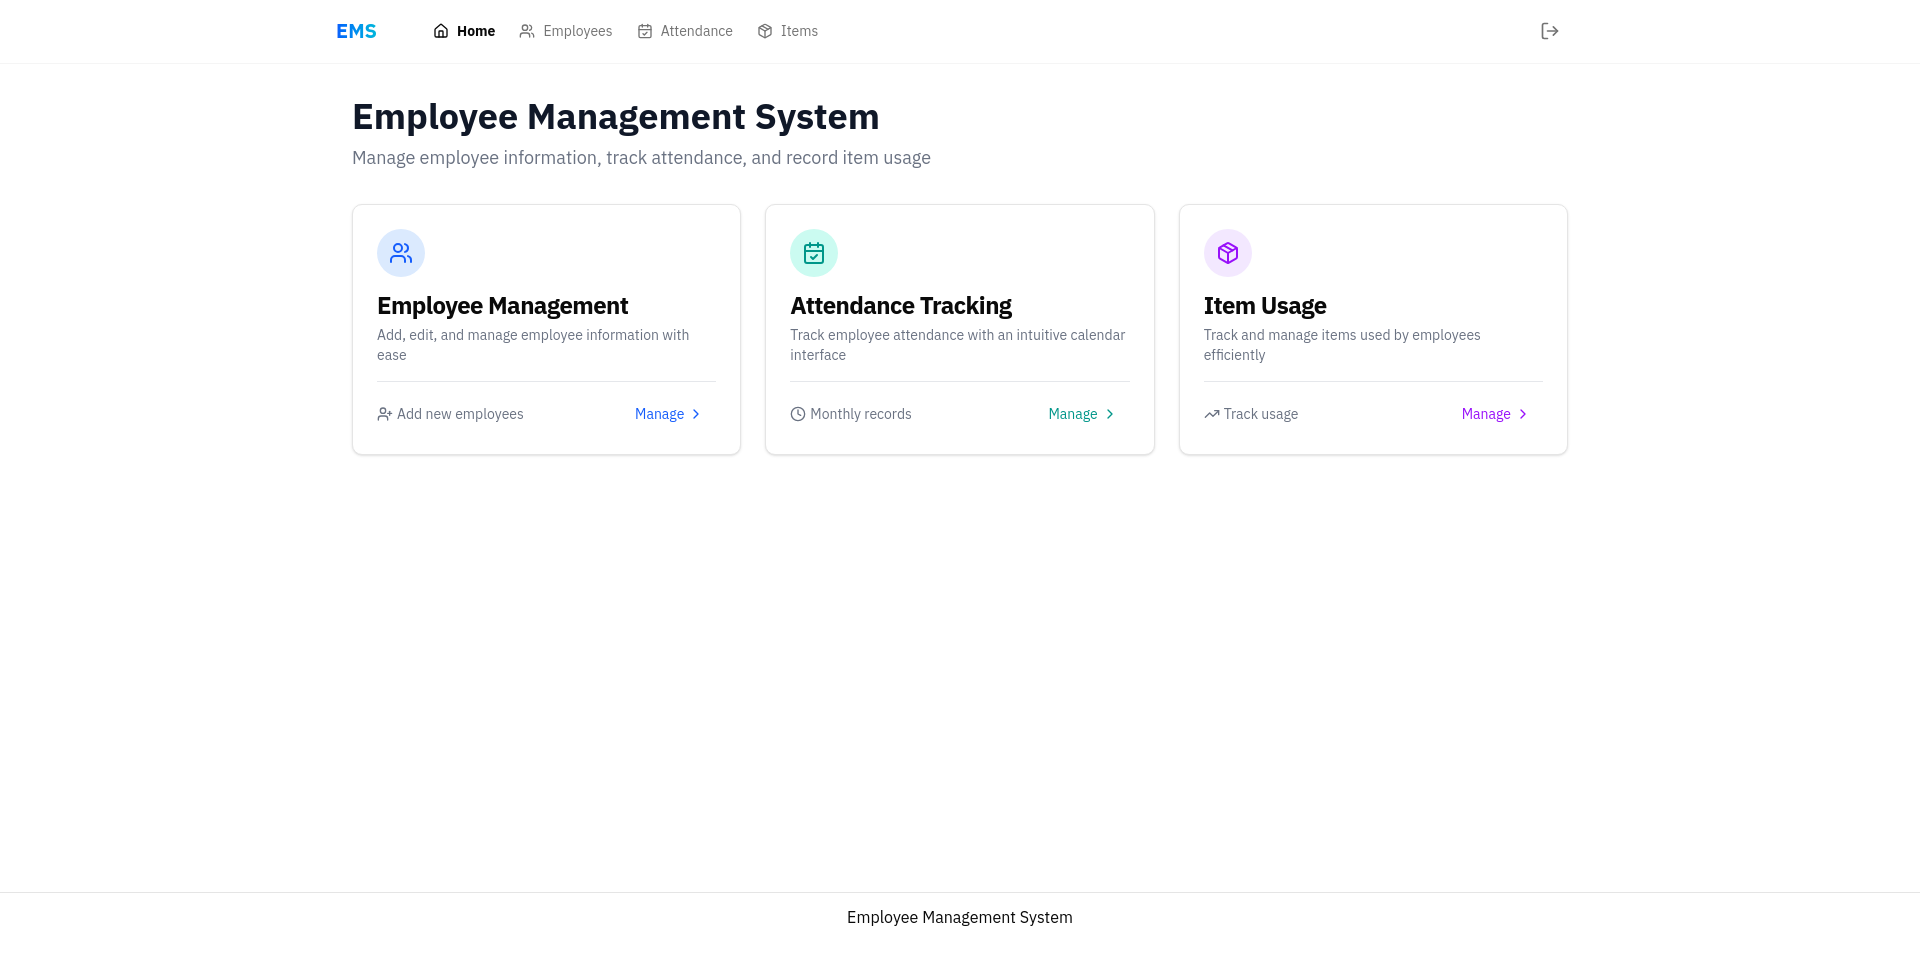 EMS
Home
Employees
Attendance
Items
Employee Management System
Manage employee information, track attendance, and record item usage
Employee Management
Add, edit, and manage employee information with
ease
Add new employees
Manage
Attendance Tracking
Track employee attendance with an intuitive calendar
interface
Monthly records
Manage
Item Usage
Track and manage items used by employees
efficiently
Track usage
Manage
Employee Management System